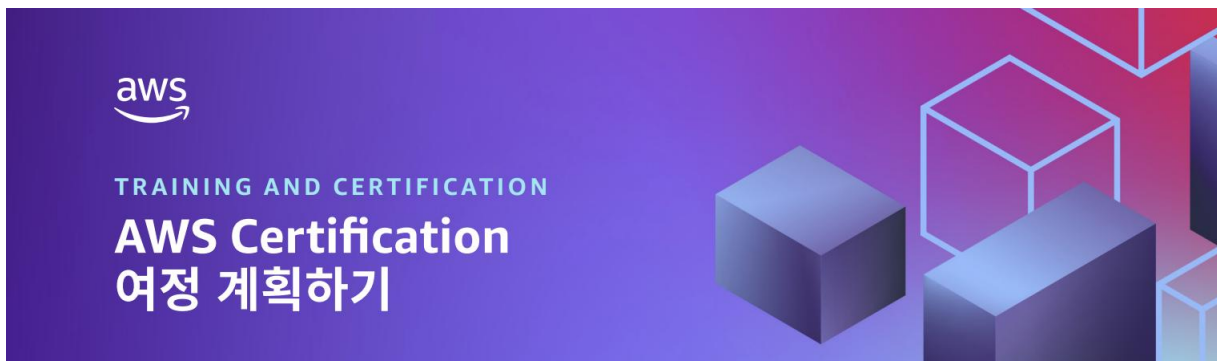 aws
TRAINING AND CERTIFICATION
AWS Certification
여정 계획하기